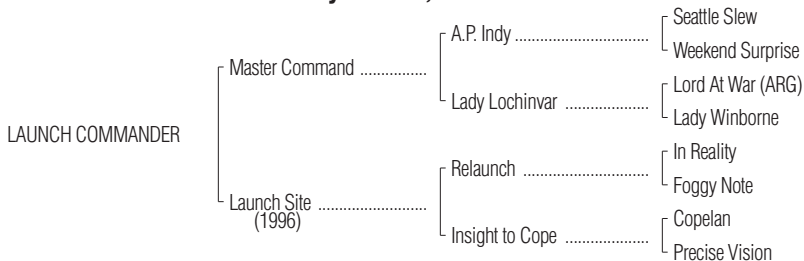 Seattle Slew
A.P. Indy ................................
Weekend Surprise
Master Command ................
Lord At War (ARG)
Lady Lochinvar ....................
Lady Winborne
LAUNCH COMMANDER
In Reality
Relaunch ..............................
Foggy Note
Launch Site ..........................
(1996)
Copelan
Insight to Cope ....................
Precise Vision